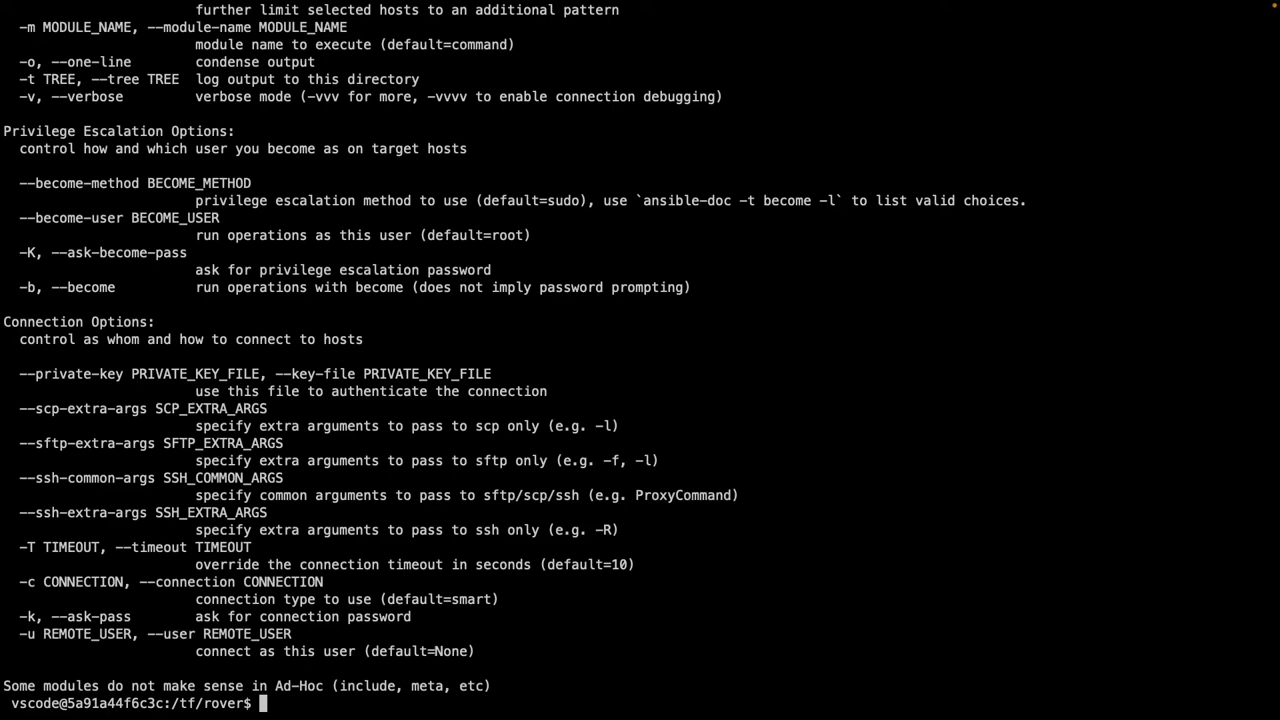 further limit selected hosts to an additional pattern
-m MODULE_NAME, --module-name MODULE_NAME
module name to execute (default=command)
-o, --one-line condense output
-t TREE, --tree TREE log output to this directory
-v, --verbose verbose mode (-vvv for more, -vvvv to enable connection debugging)
Privilege Escalation Options:
control how and which user you become as on target hosts
--become-method BECOME_METHOD
privilege escalation method to use (default=sudo), use `ansible-doc -t become -l` to list valid choices.
--become-user BECOME_USER
run operations as this user (default=root)
-K, --ask-become-pass
ask for privilege escalation password
-b, --become run operations with become (does not imply password prompting)
Connection Options:
control as whom and how to connect to hosts
--private-key PRIVATE_KEY_FILE, --key-file PRIVATE_KEY_FILE
use this file to authenticate the connection
--scp-extra-args SCP_EXTRA_ARGS
specify extra arguments to pass to scp only (e.g. -l)
--sftp-extra-args SFTP_EXTRA_ARGS
specify extra arguments to pass to sftp only (e.g. -f, -l)
--ssh-common-args SSH_COMMON_ARGS
specify common arguments to pass to sftp/scp/ssh (e.g. ProxyCommand)
--ssh-extra-args SSH_EXTRA_ARGS
specify extra arguments to pass to ssh only (e.g. -R)
-T TIMEOUT, --timeout TIMEOUT
override the connection timeout in seconds (default=10)
-c CONNECTION, --connection CONNECTION
connection type to use (default=smart)
-k, --ask-pass ask for connection password
-u REMOTE_USER, --user REMOTE_USER
connect as this user (default=None)
Some modules do not make sense in Ad-Hoc (include, meta, etc)
vscode@5a91a44f6c3c:/tf/rover$